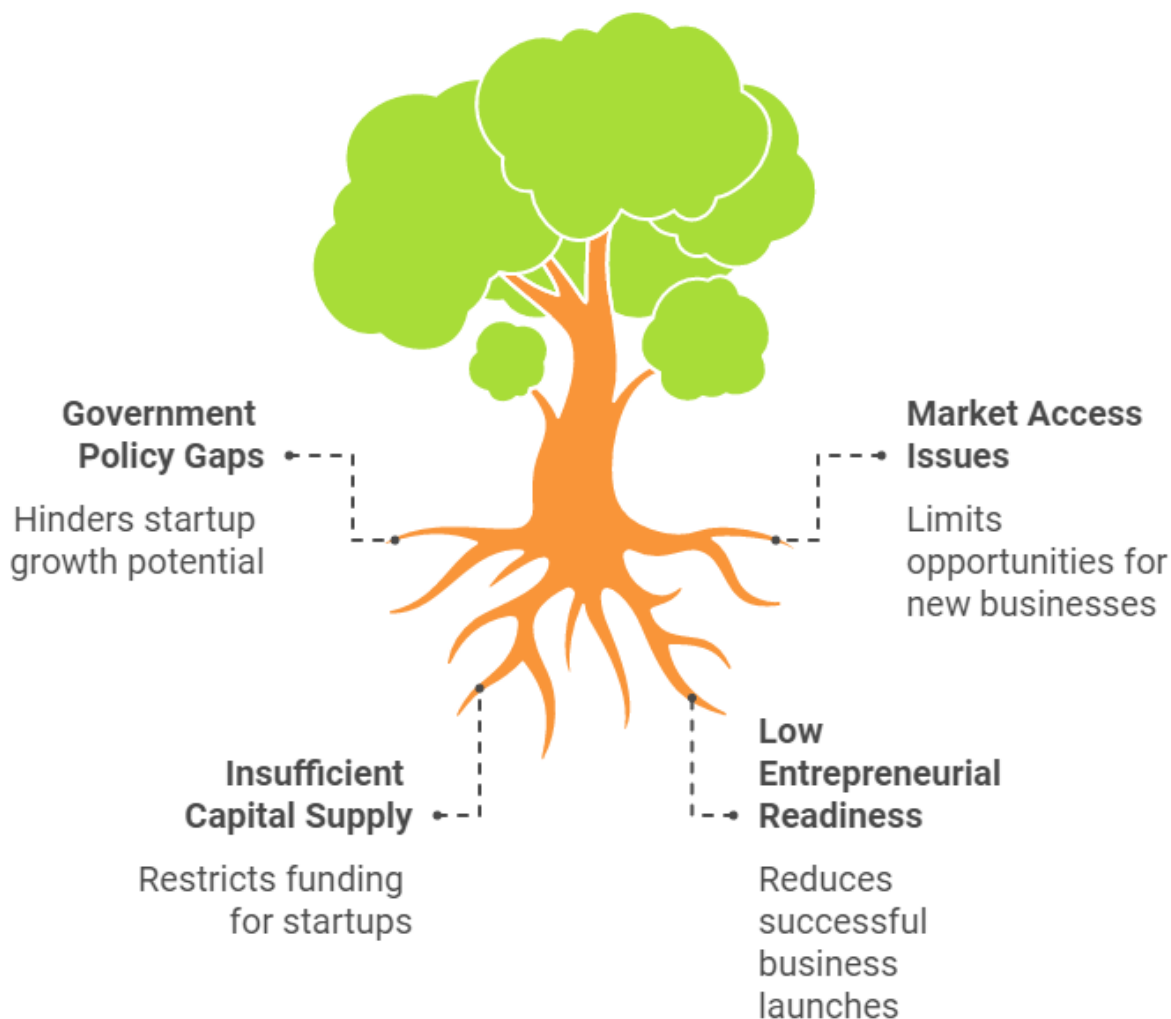 Government
Policy Gaps
Hinders startup
growth potential
Market Access
Issues
Limits
opportunities for
new businesses
Insufficient
Capital Supply
Restricts funding
for startups
Low
Entrepreneurial
Readiness
Reduces
successful
business
launches